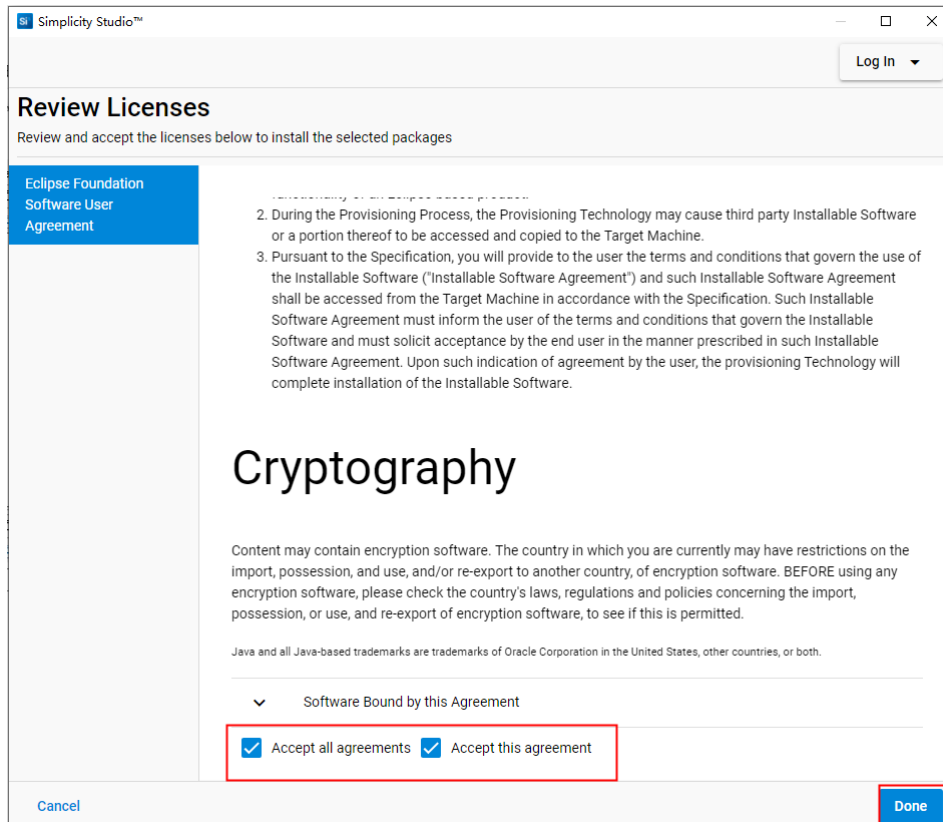 Si Simplicity Studio™
Log In
Review Licenses
Review and accept the licenses below to install the selected packages
Eclipse Foundation
Software User
Agreement
functionality of an Eclipse-based product.
2. During the Provisioning Process, the Provisioning Technology may cause third party Installable Software
or a portion thereof to be accessed and copied to the Target Machine.
3. Pursuant to the Specification, you will provide to the user the terms and conditions that govern the use of
the Installable Software ("Installable Software Agreement") and such Installable Software Agreement
shall be accessed from the Target Machine in accordance with the Specification. Such Installable
Software Agreement must inform the user of the terms and conditions that govern the Installable
Software and must solicit acceptance by the end user in the manner prescribed in such Installable
Software Agreement. Upon such indication of agreement by the user, the provisioning Technology will
complete installation of the Installable Software.
Cryptography
Content may contain encryption software. The country in which you are currently may have restrictions on the
import, possession, and use, and/or re-export to another country, of encryption software. BEFORE using any
encryption software, please check the country's laws, regulations and policies concerning the import,
possession, or use, and re-export of encryption software, to see if this is permitted.
Java and all Java-based trademarks are trademarks of Oracle Corporation in the United States, other countries, or both.
Software Bound by this Agreement
Accept all agreements Accept this agreement
Cancel
Done